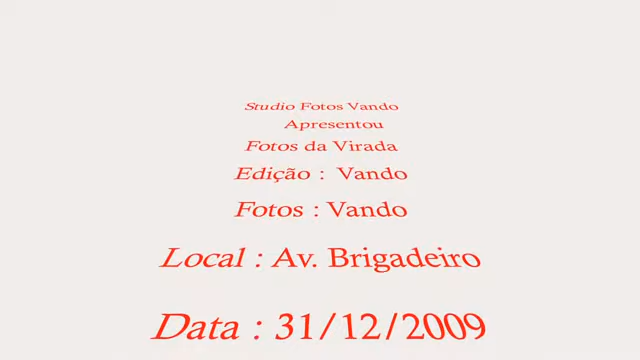 Studio Fotos Vando
Apresentou
Fotos da Virada
Edição :  Vando
Fotos : Vando
Local : Av. Brigadeiro
Data : 31/12/2009